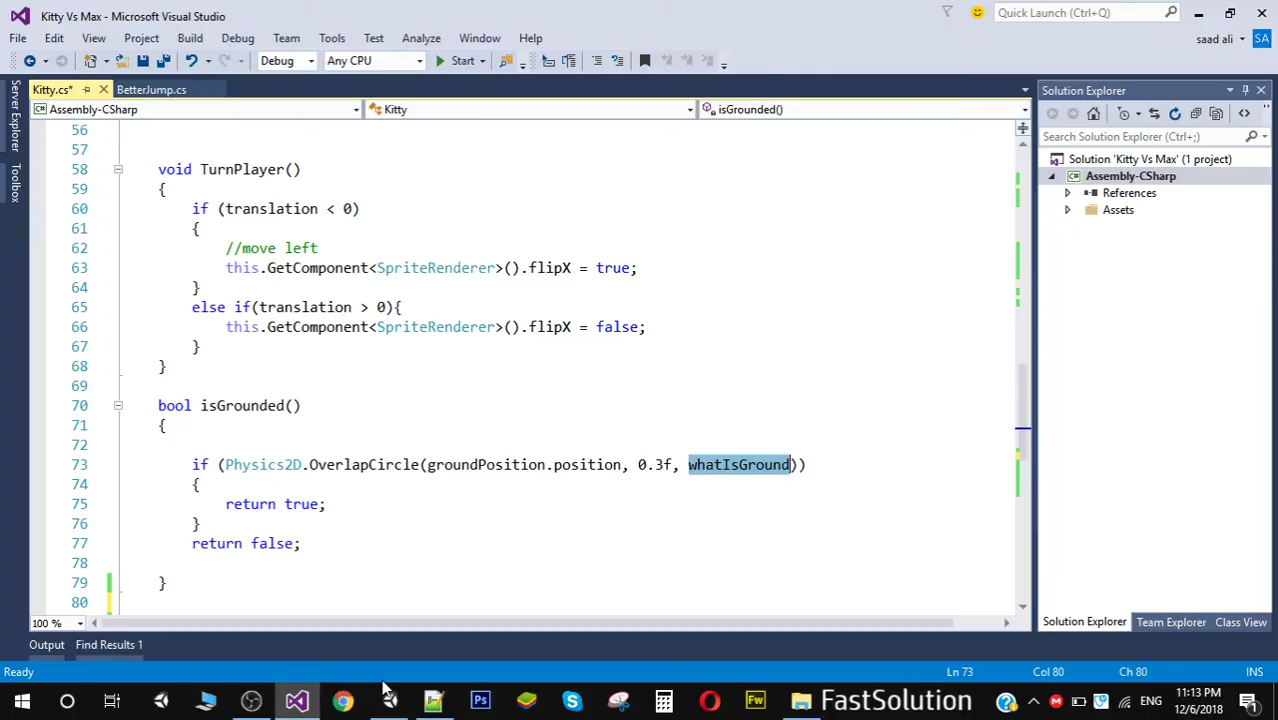 Kitty Vs Max - Microsoft Visual Studio
Quick Launch (Ctrl+Q)
File Edit View Project Build Debug Team Tools Test Analyze Window Help
saad ali SA
Debug Any CPU Start
Kitty.cs* BetterJump.cs
Solution Explorer
Assembly-CSharp Kitty isGrounded()
Server Explorer
Toolbox
Search Solution Explorer (Ctrl+;)
Solution 'Kitty Vs Max' (1 project)
Assembly-CSharp
References
Assets
56
57
58 void TurnPlayer()
59 {
60 if (translation < 0)
61 {
62 //move left
63 this.GetComponent<SpriteRenderer>().flipX = true;
64 }
65 else if(translation > 0){
66 this.GetComponent<SpriteRenderer>().flipX = false;
67 }
68 }
69
70 bool isGrounded()
71 {
72
73 if (Physics2D.OverlapCircle(groundPosition.position, 0.3f, whatIsGround))
74 {
75 return true;
76 }
77 return false;
78
79 }
80
100 %
Solution Explorer Team Explorer Class View
Output Find Results 1
Ready Ln 73 Col 80 Ch 80 INS
FastSolution
ENG
11:13 PM
12/6/2018